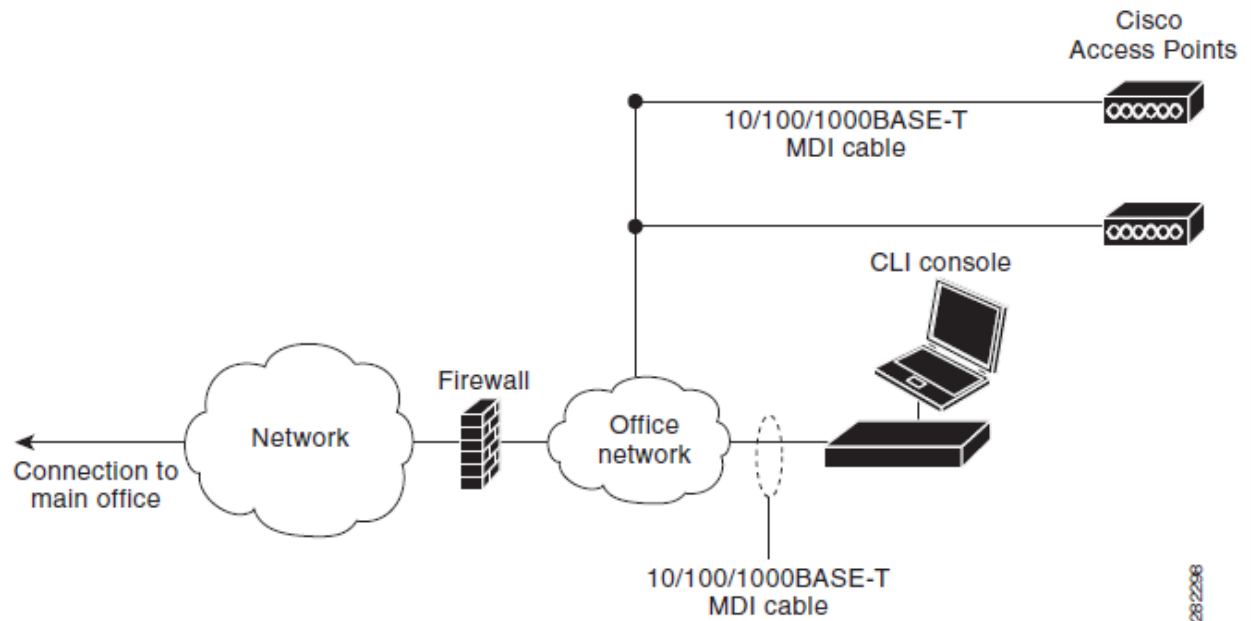 Cisco
Access Points
10/100/1000BASE-T
MDI cable
CLI console
Firewall
Network
Office
network
Connection to
main office
10/100/1000BASE-T
MDI cable
282298